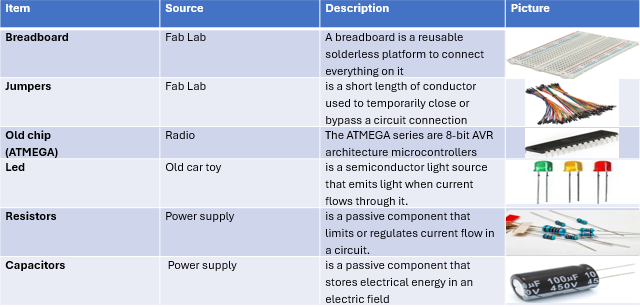 Item Source Description Picture
Breadboard Fab Lab A breadboard is a reusable
solderless platform to connect
everything on it
Jumpers Fab Lab is a short length of conductor
used to temporarily close or
bypass a circuit connection
Old chip Radio The ATMEGA series are 8-bit AVR
(ATMEGA) architecture microcontrollers
Led Old car toy is a semiconductor light source
that emits light when current
flows through it.
Resistors Power supply is a passive component that
limits or regulates current flow in
a circuit.
Capacitors Power supply is a passive component that
stores electrical energy in an
electric field
100µF
450V